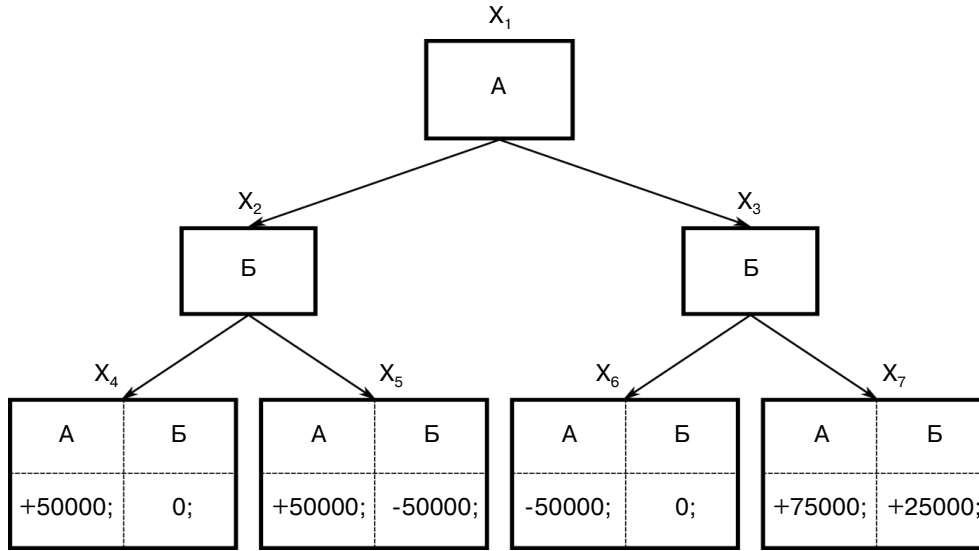 X₁
А
X₂
X₃
Б
Б
X₄
X₅
X₆
X₇
А
Б
А
Б
А
Б
А
Б
+50000;
0;
+50000;
-50000;
-50000;
0;
+75000;
+25000;